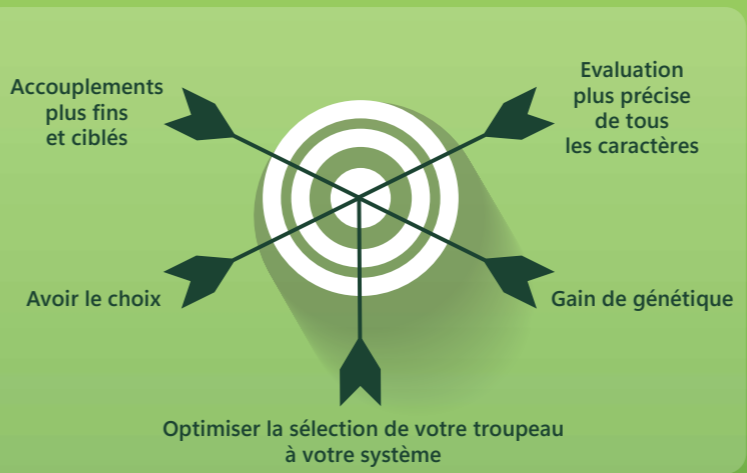 Accouplements
plus fins
et ciblés
Evaluation
plus précise
de tous
les caractères
Avoir le choix
Gain de génétique
Optimiser la sélection de votre troupeau
à votre système